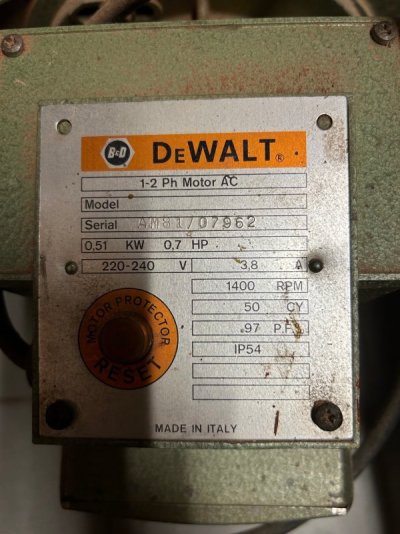 B&D DEWALT®
1-2 Ph Motor AC
Model
Serial AM81/07962
0,51 KW 0,7 HP
220-240 V 3,8 A
1400 RPM
50 CY
.97 P.F.
IP54
MOTOR PROTECTOR
RESET
MADE IN ITALY